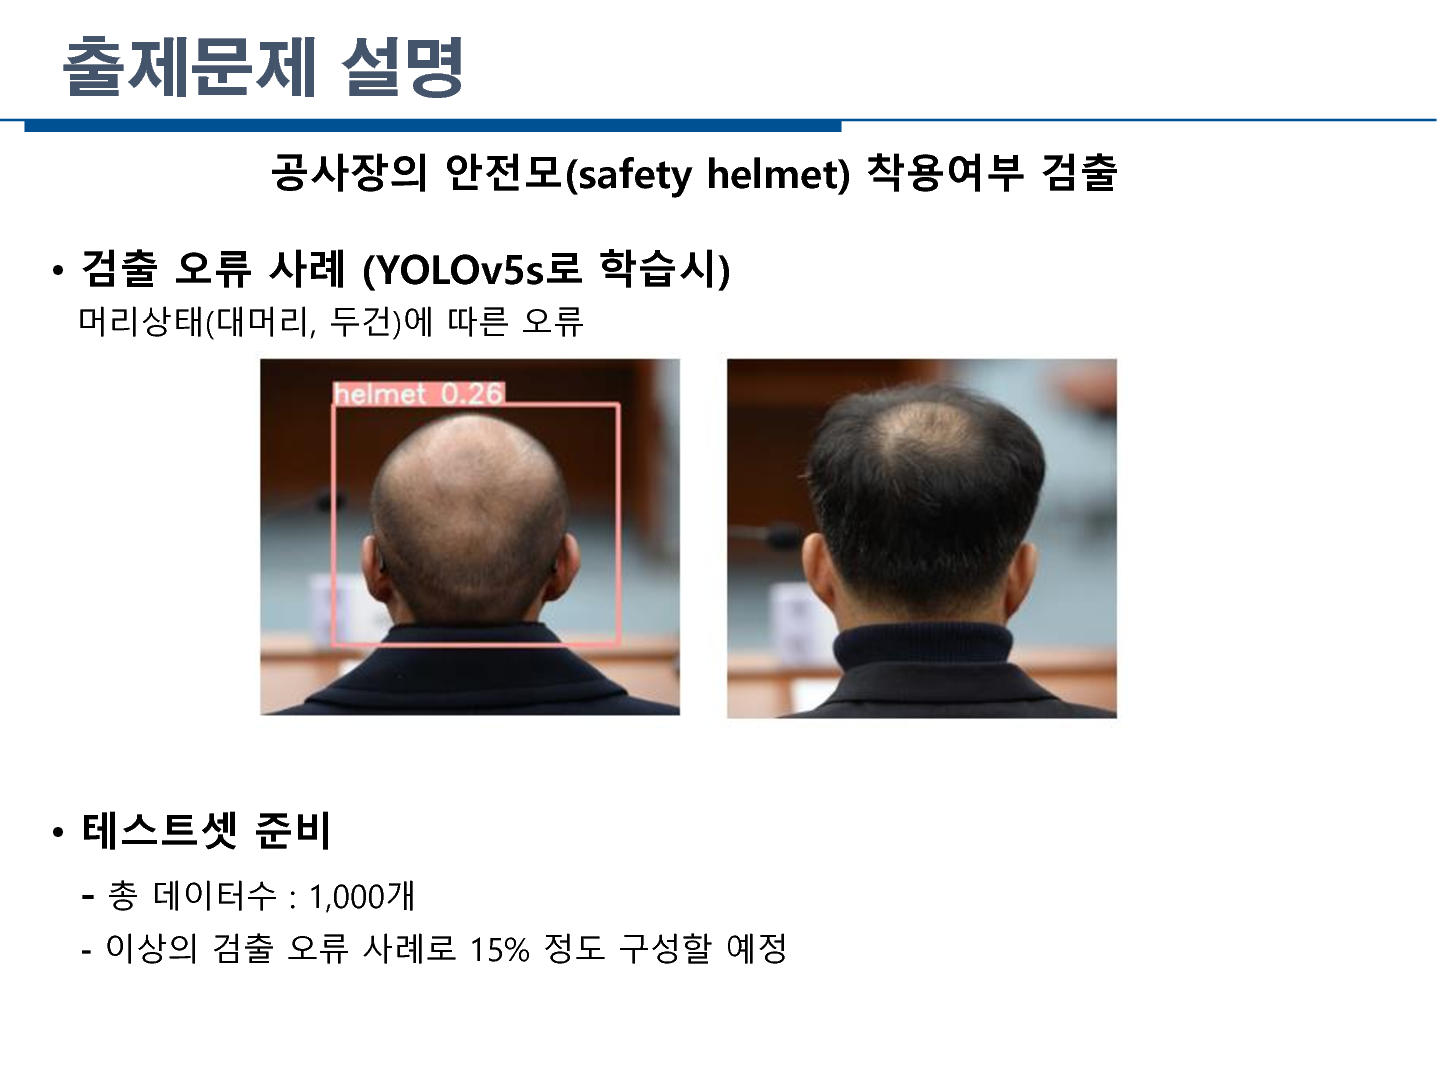 출제문제 설명
공사장의 안전모(safety helmet) 착용여부 검출
• 검출 오류 사례 (YOLOv5s로 학습시)
머리상태(대머리, 두건)에 따른 오류
helmet 0.26
• 테스트셋 준비
- 총 데이터수 : 1,000개
- 이상의 검출 오류 사례로 15% 정도 구성할 예정